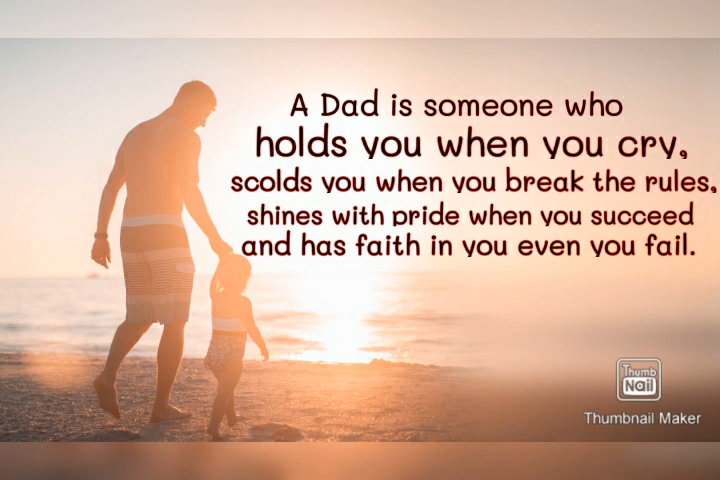 A Dad is someone who
holds you when you cry,
scolds you when you break the rules,
shines with pride when you succeed
and has faith in you even you fail.
Thumb
Nail
Thumbnail Maker